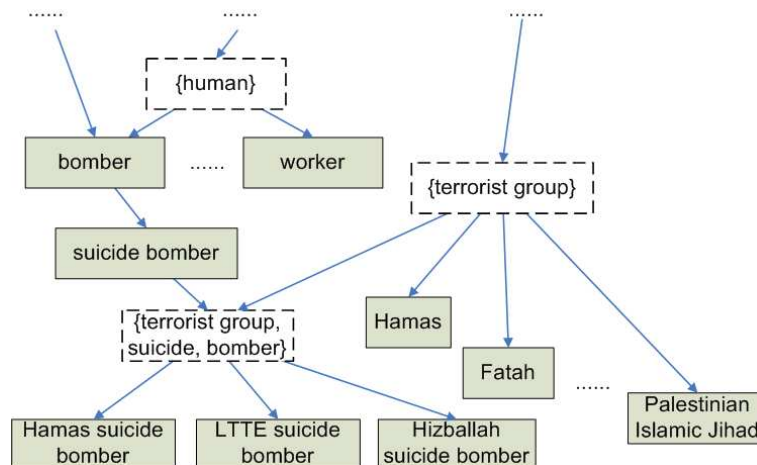 ...... ...... ......
{human}
bomber ...... worker
{terrorist group}
suicide bomber
{terrorist group,
suicide, bomber}
Hamas
Fatah
......
Palestinian
Islamic Jihad
Hamas suicide
bomber
LTTE suicide
bomber
Hizballah
suicide bomber